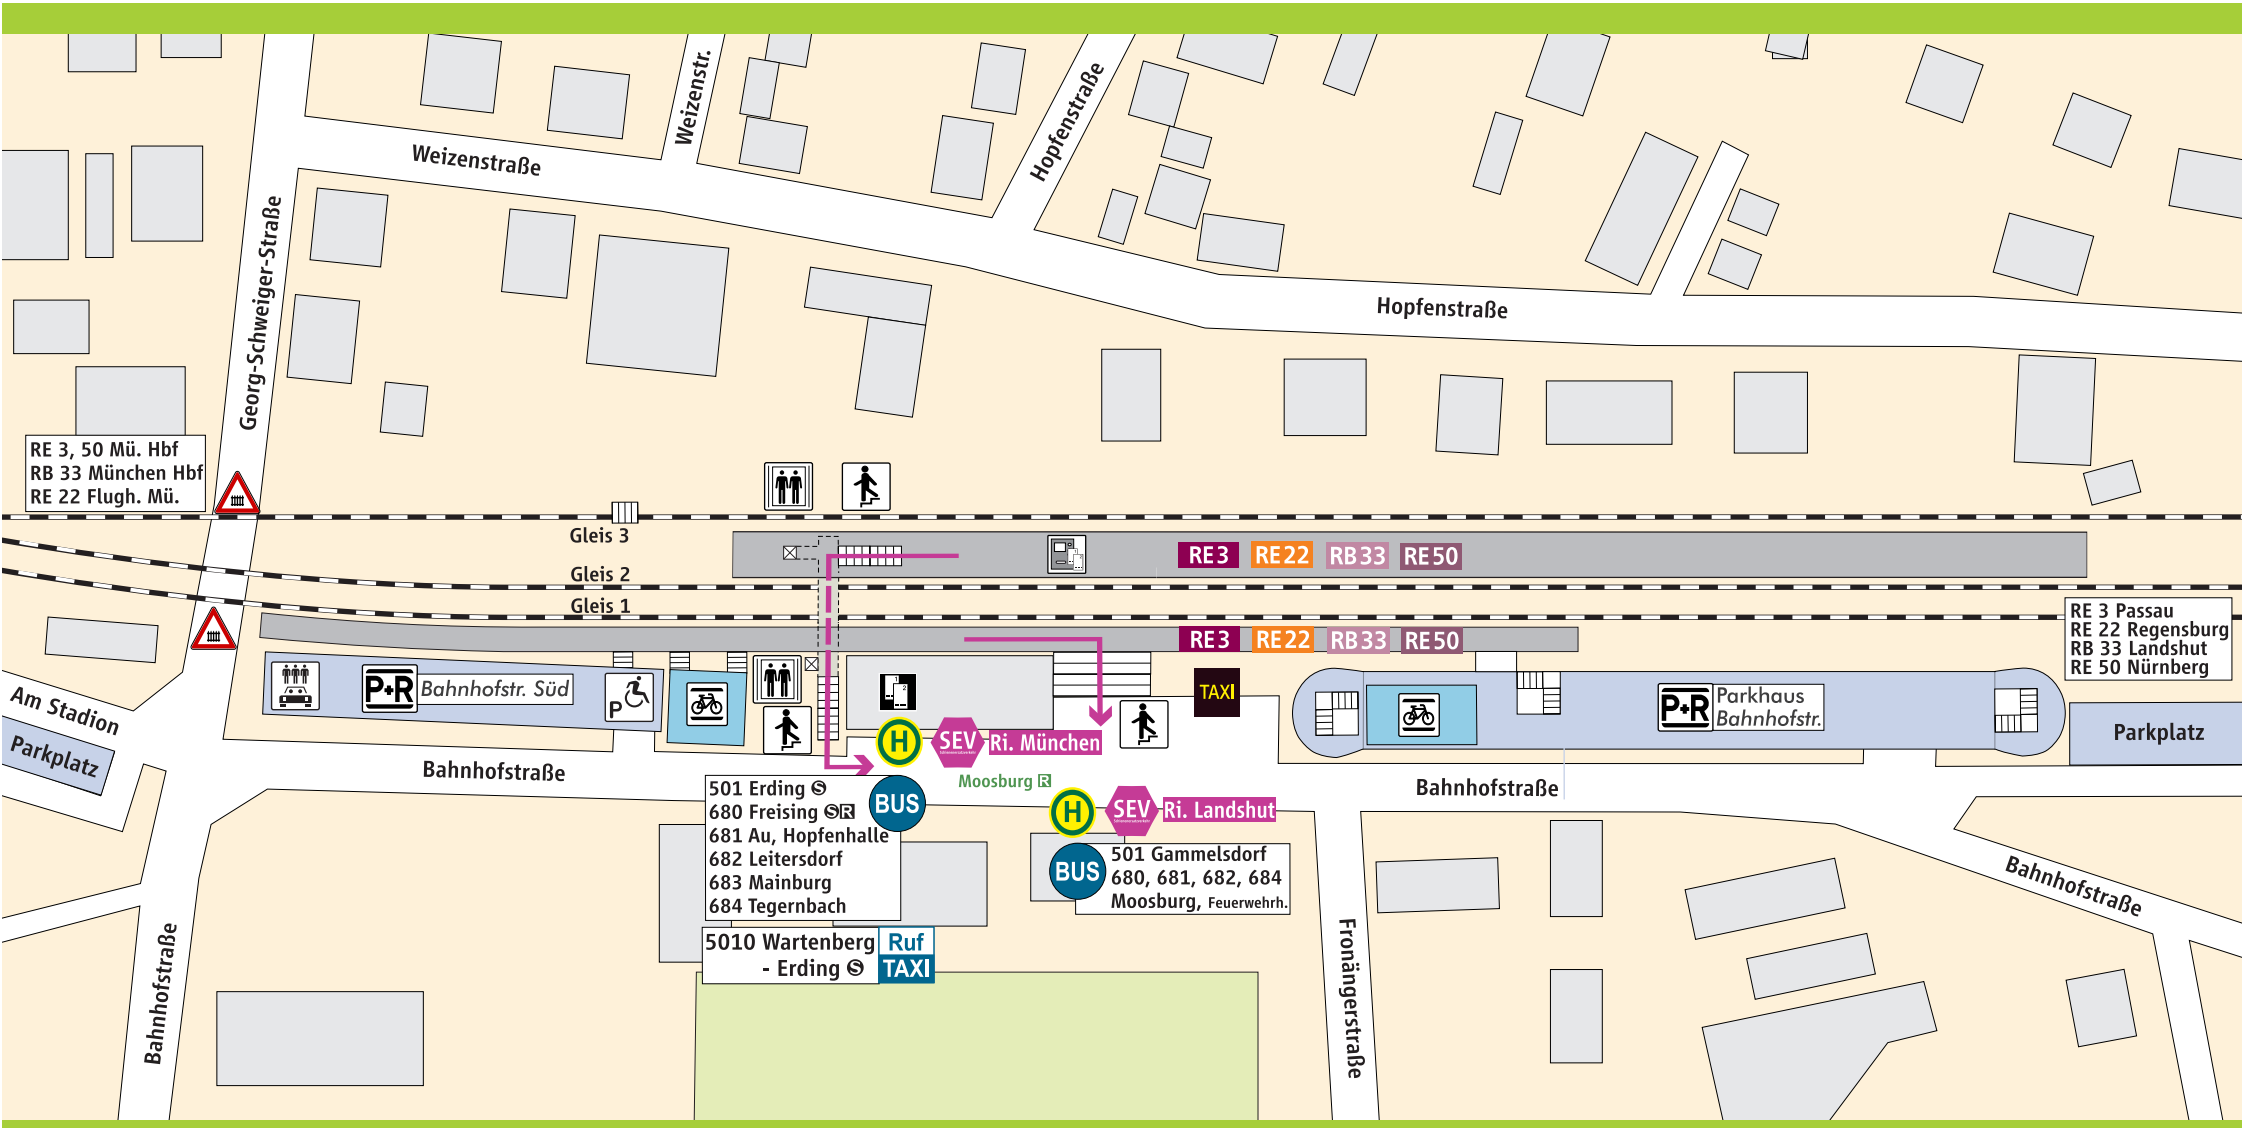 Weizenstr.
Hopfenstraße
Weizenstraße
Georg-Schweiger-Straße
Hopfenstraße
RE 3, 50 Mü. Hbf
RB 33 München Hbf
RE 22 Flugh. Mü.
Gleis 3
RE3 RE22 RB33 RE50
Gleis 2
Gleis 1
RE 3 Passau
RE 22 Regensburg
RB 33 Landshut
RE 50 Nürnberg
RE3 RE22 RB33 RE50
P+R Bahnhofstr. Süd
P
TAXI
P+R Parkhaus
Bahnhofstr.
Am Stadion
Parkplatz
Parkplatz
H SEV Ri. München
Bahnhofstraße
Moosburg R
Bahnhofstraße
BUS
501 Erding S
680 Freising S R
681 Au, Hopfenhalle
682 Leitersdorf
683 Mainburg
684 Tegernbach
H SEV Ri. Landshut
BUS
501 Gammelsdorf
680, 681, 682, 684
Moosburg, Feuerwehrh.
Bahnhofstraße
5010 Wartenberg
- Erding S
Ruf
TAXI
Bahnhofstraße
Fronängerstraße